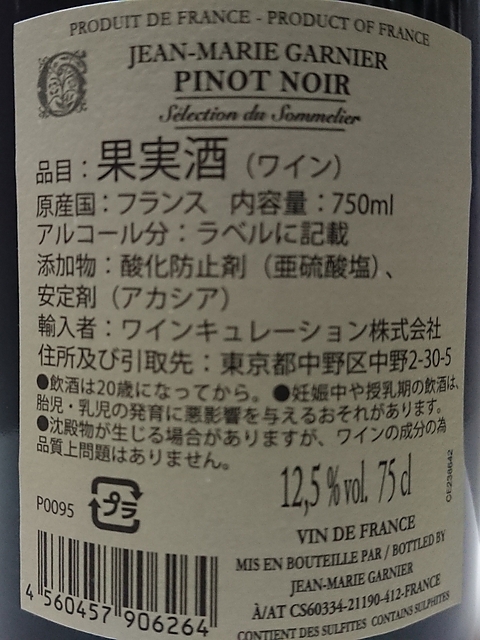 PRODUIT DE FRANCE - PRODUCT OF FRANCE
JEAN-MARIE GARNIER
PINOT NOIR
Sélection du Sommelier
品目：果実酒（ワイン）
原産国：フランス　内容量：750ml
アルコール分：ラベルに記載
添加物：酸化防止剤（亜硫酸塩）、
安定剤（アカシア）
輸入者：ワインキュレーション株式会社
住所及び引取先：東京都中野区中野2-30-5
●飲酒は20歳になってから。●妊娠中や授乳期の飲酒は、
胎児・乳児の発育に悪影響を与えるおそれがあります。
●沈殿物が生じる場合がありますが、ワインの成分の為
品質上問題はありません。
12,5 % vol. 75 cl
CE238642
P0095
プラ
VIN DE FRANCE
MIS EN BOUTEILLE PAR / BOTTLED BY
JEAN-MARIE GARNIER
À/AT CS60334-21190-412-FRANCE
CONTIENT DES SULFITES CONTAINS SULPHITES
4 560457 906264